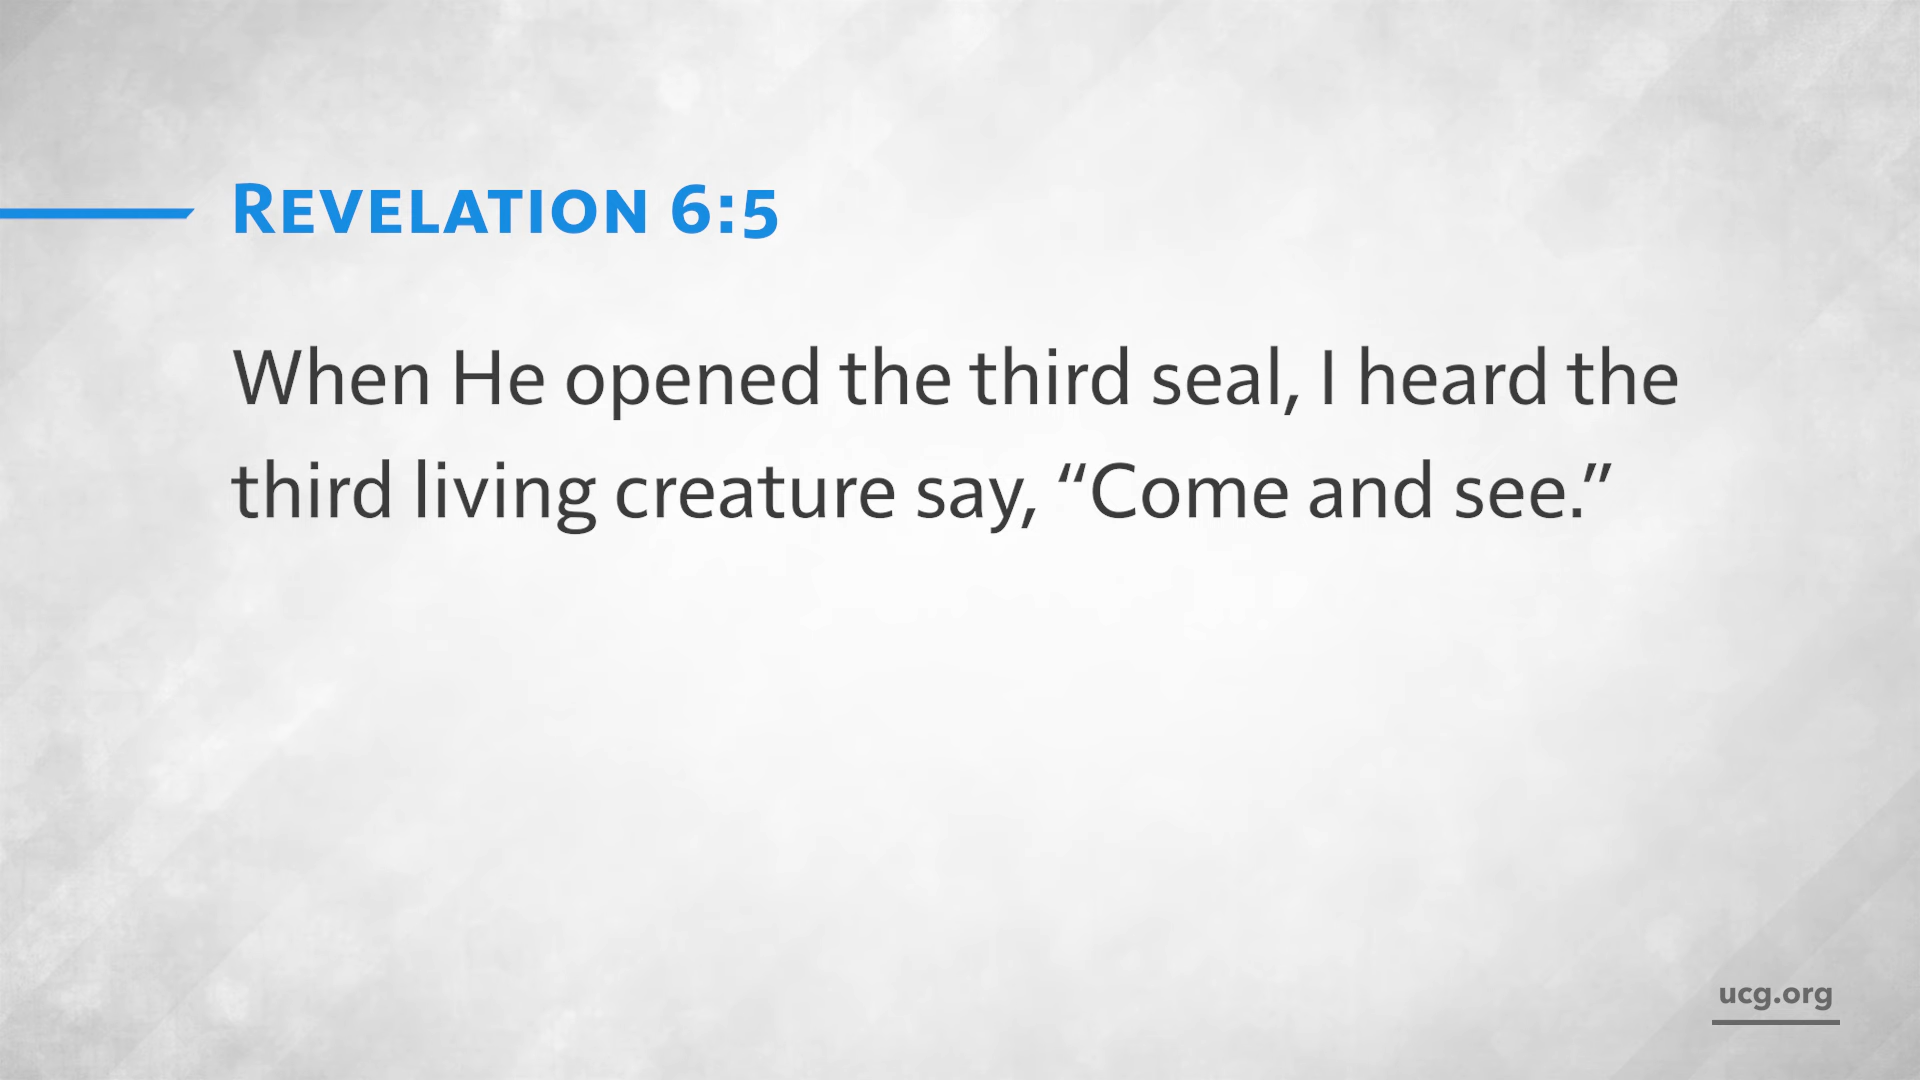 Revelation 6:5
When He opened the third seal, I heard the
third living creature say, “Come and see.”
ucg.org